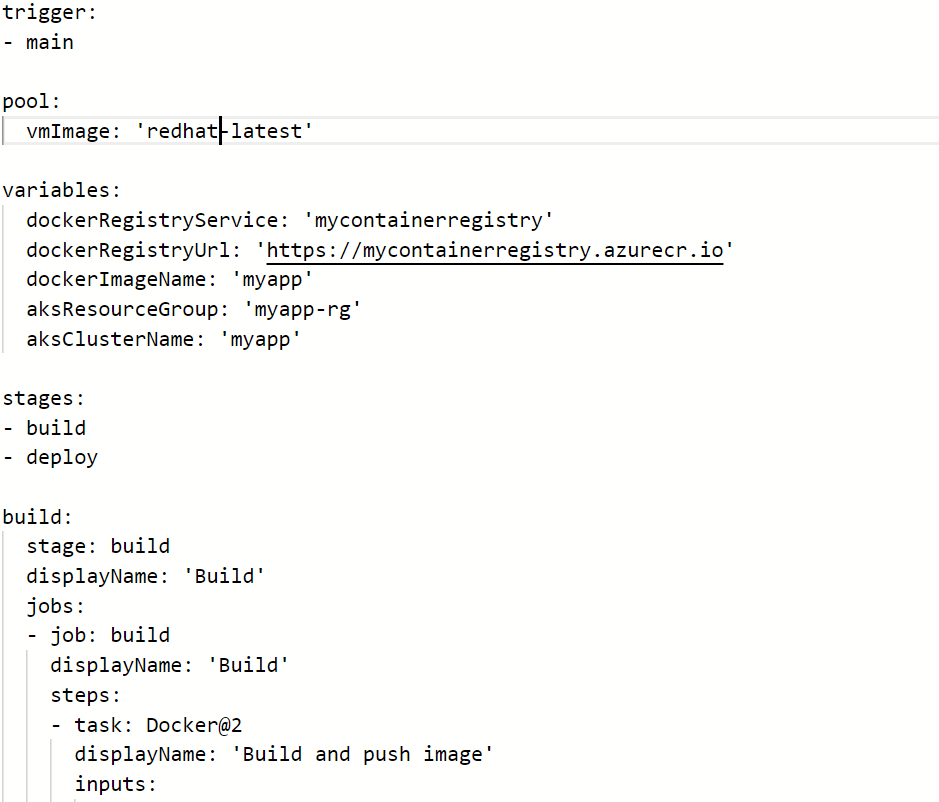 trigger:
- main
pool:
vmImage: 'redhat-latest'
variables:
dockerRegistryService: 'mycontainerregistry'
dockerRegistryUrl: 'https://mycontainerregistry.azurecr.io'
dockerImageName: 'myapp'
aksResourceGroup: 'myapp-rg'
aksClusterName: 'myapp'
stages:
- build
- deploy
build:
stage: build
displayName: 'Build'
jobs:
- job: build
displayName: 'Build'
steps:
- task: Docker@2
displayName: 'Build and push image'
inputs: